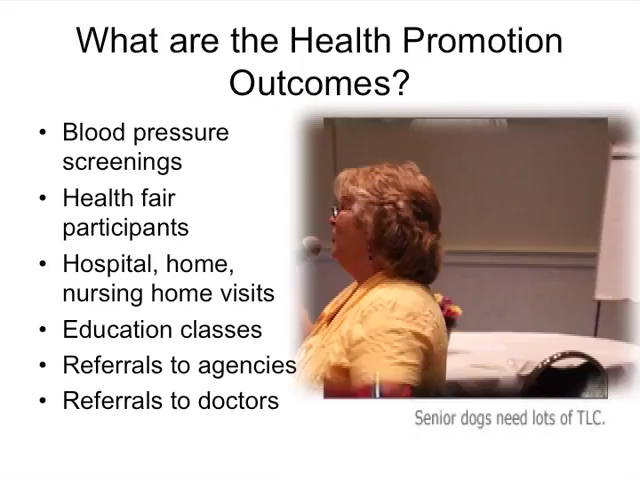 What are the Health Promotion
Outcomes?
• Blood pressure
screenings
• Health fair
participants
• Hospital, home,
nursing home visits
• Education classes
• Referrals to agencies
• Referrals to doctors
Senior dogs need lots of TLC.